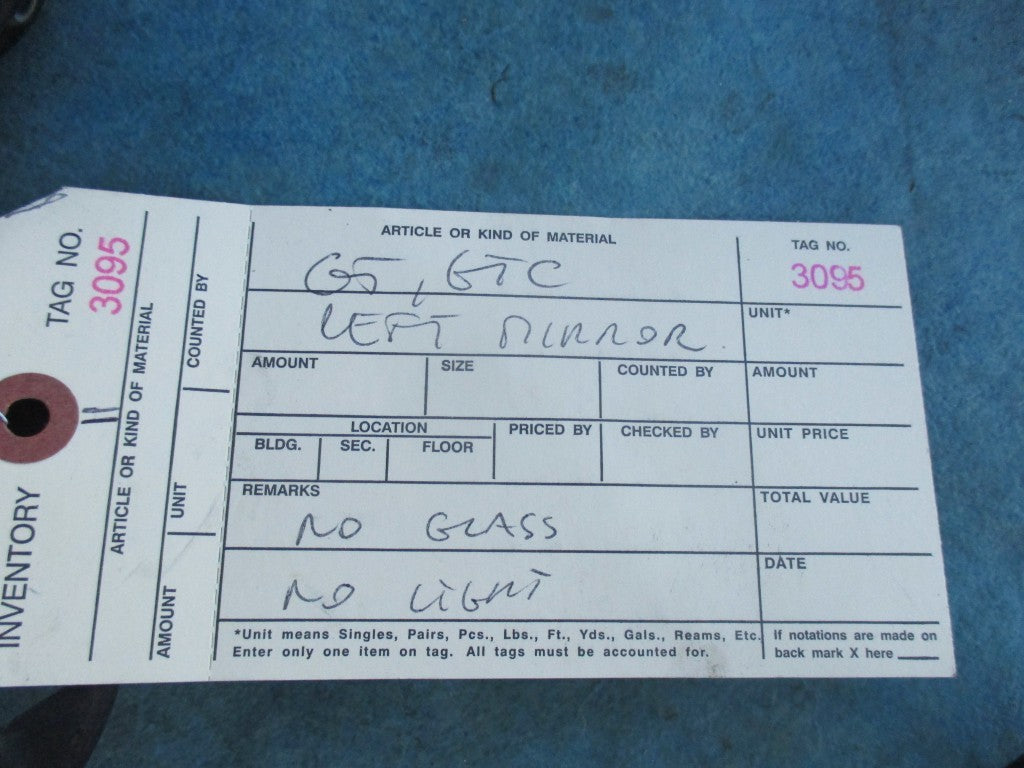 TAG NO.
3095
ARTICLE OR KIND OF MATERIAL
COUNTED BY
UNIT
AMOUNT
INVENTORY
ARTICLE OR KIND OF MATERIAL
GT, GTC
LEFT MIRROR.
TAG NO.
3095
UNIT*
AMOUNT SIZE COUNTED BY AMOUNT
LOCATION PRICED BY CHECKED BY UNIT PRICE
BLDG. SEC. FLOOR
REMARKS TOTAL VALUE
NO GLASS
DATE
NO LIGHT
*Unit means Singles, Pairs, Pcs., Lbs., Ft., Yds., Gals., Reams, Etc.
Enter only one item on tag. All tags must be accounted for.
If notations are made on
back mark X here